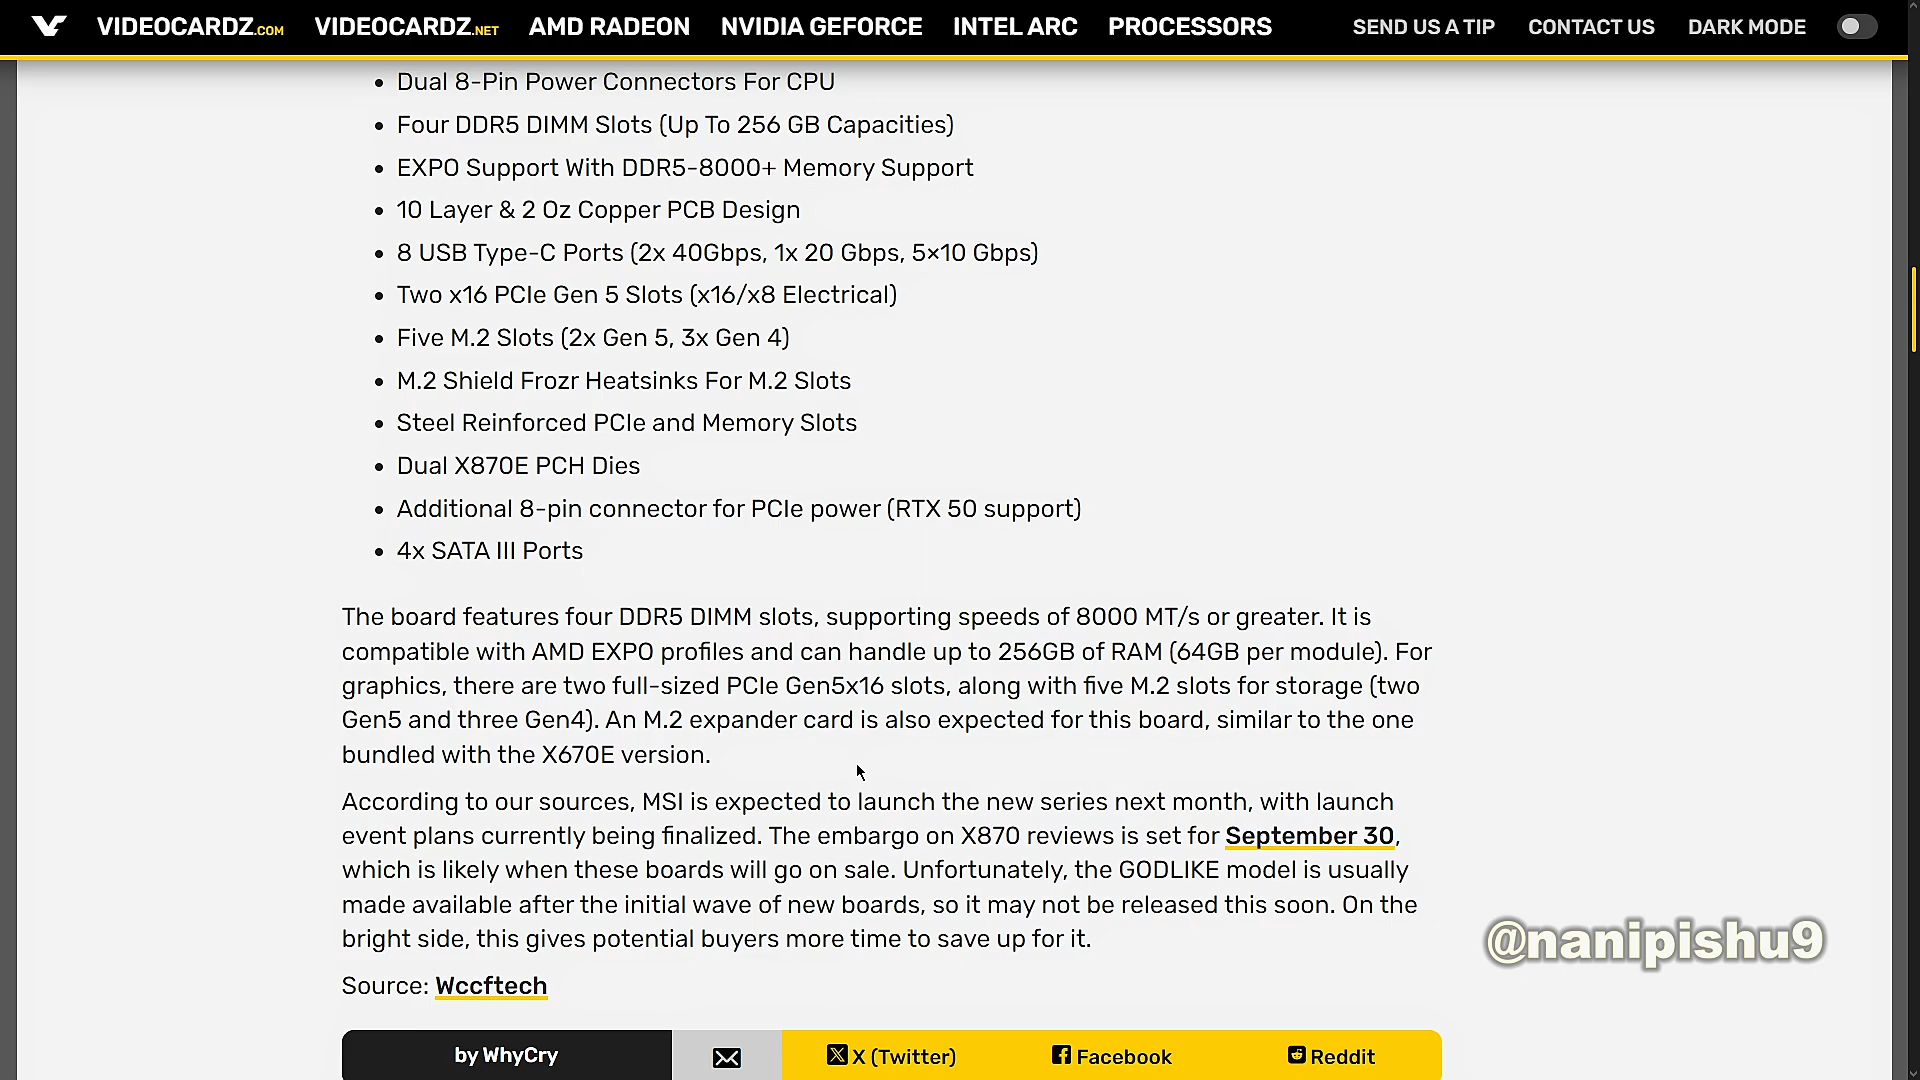 VIDEOCARDZ.COM VIDEOCARDZ.NET AMD RADEON NVIDIA GEFORCE INTEL ARC PROCESSORS SEND US A TIP CONTACT US DARK MODE
• Dual 8-Pin Power Connectors For CPU
• Four DDR5 DIMM Slots (Up To 256 GB Capacities)
• EXPO Support With DDR5-8000+ Memory Support
• 10 Layer & 2 Oz Copper PCB Design
• 8 USB Type-C Ports (2x 40Gbps, 1x 20 Gbps, 5×10 Gbps)
• Two x16 PCIe Gen 5 Slots (x16/x8 Electrical)
• Five M.2 Slots (2x Gen 5, 3x Gen 4)
• M.2 Shield Frozr Heatsinks For M.2 Slots
• Steel Reinforced PCIe and Memory Slots
• Dual X870E PCH Dies
• Additional 8-pin connector for PCIe power (RTX 50 support)
• 4x SATA III Ports
The board features four DDR5 DIMM slots, supporting speeds of 8000 MT/s or greater. It is
compatible with AMD EXPO profiles and can handle up to 256GB of RAM (64GB per module). For
graphics, there are two full-sized PCIe Gen5x16 slots, along with five M.2 slots for storage (two
Gen5 and three Gen4). An M.2 expander card is also expected for this board, similar to the one
bundled with the X670E version.
According to our sources, MSI is expected to launch the new series next month, with launch
event plans currently being finalized. The embargo on X870 reviews is set for September 30,
which is likely when these boards will go on sale. Unfortunately, the GODLIKE model is usually
made available after the initial wave of new boards, so it may not be released this soon. On the
bright side, this gives potential buyers more time to save up for it.
@nanipishu9
Source: Wccftech
by WhyCry X (Twitter) Facebook Reddit